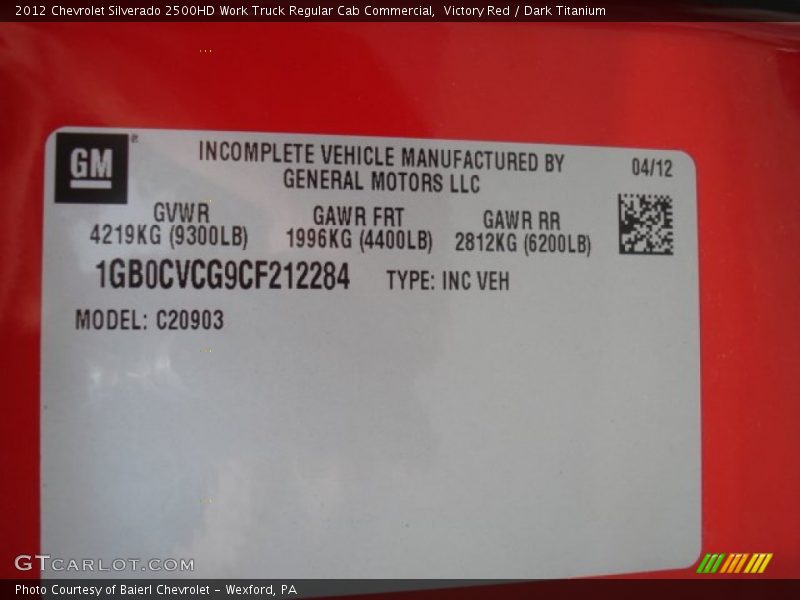 2012 Chevrolet Silverado 2500HD Work Truck Regular Cab Commercial, Victory Red / Dark Titanium
GM ®
INCOMPLETE VEHICLE MANUFACTURED BY
GENERAL MOTORS LLC
04/12
GVWR GAWR FRT GAWR RR
4219KG (9300LB) 1996KG (4400LB) 2812KG (6200LB)
1GB0CVCG9CF212284 TYPE: INC VEH
MODEL: C20903
GTCARLOT.COM
Photo Courtesy of Baierl Chevrolet - Wexford, PA